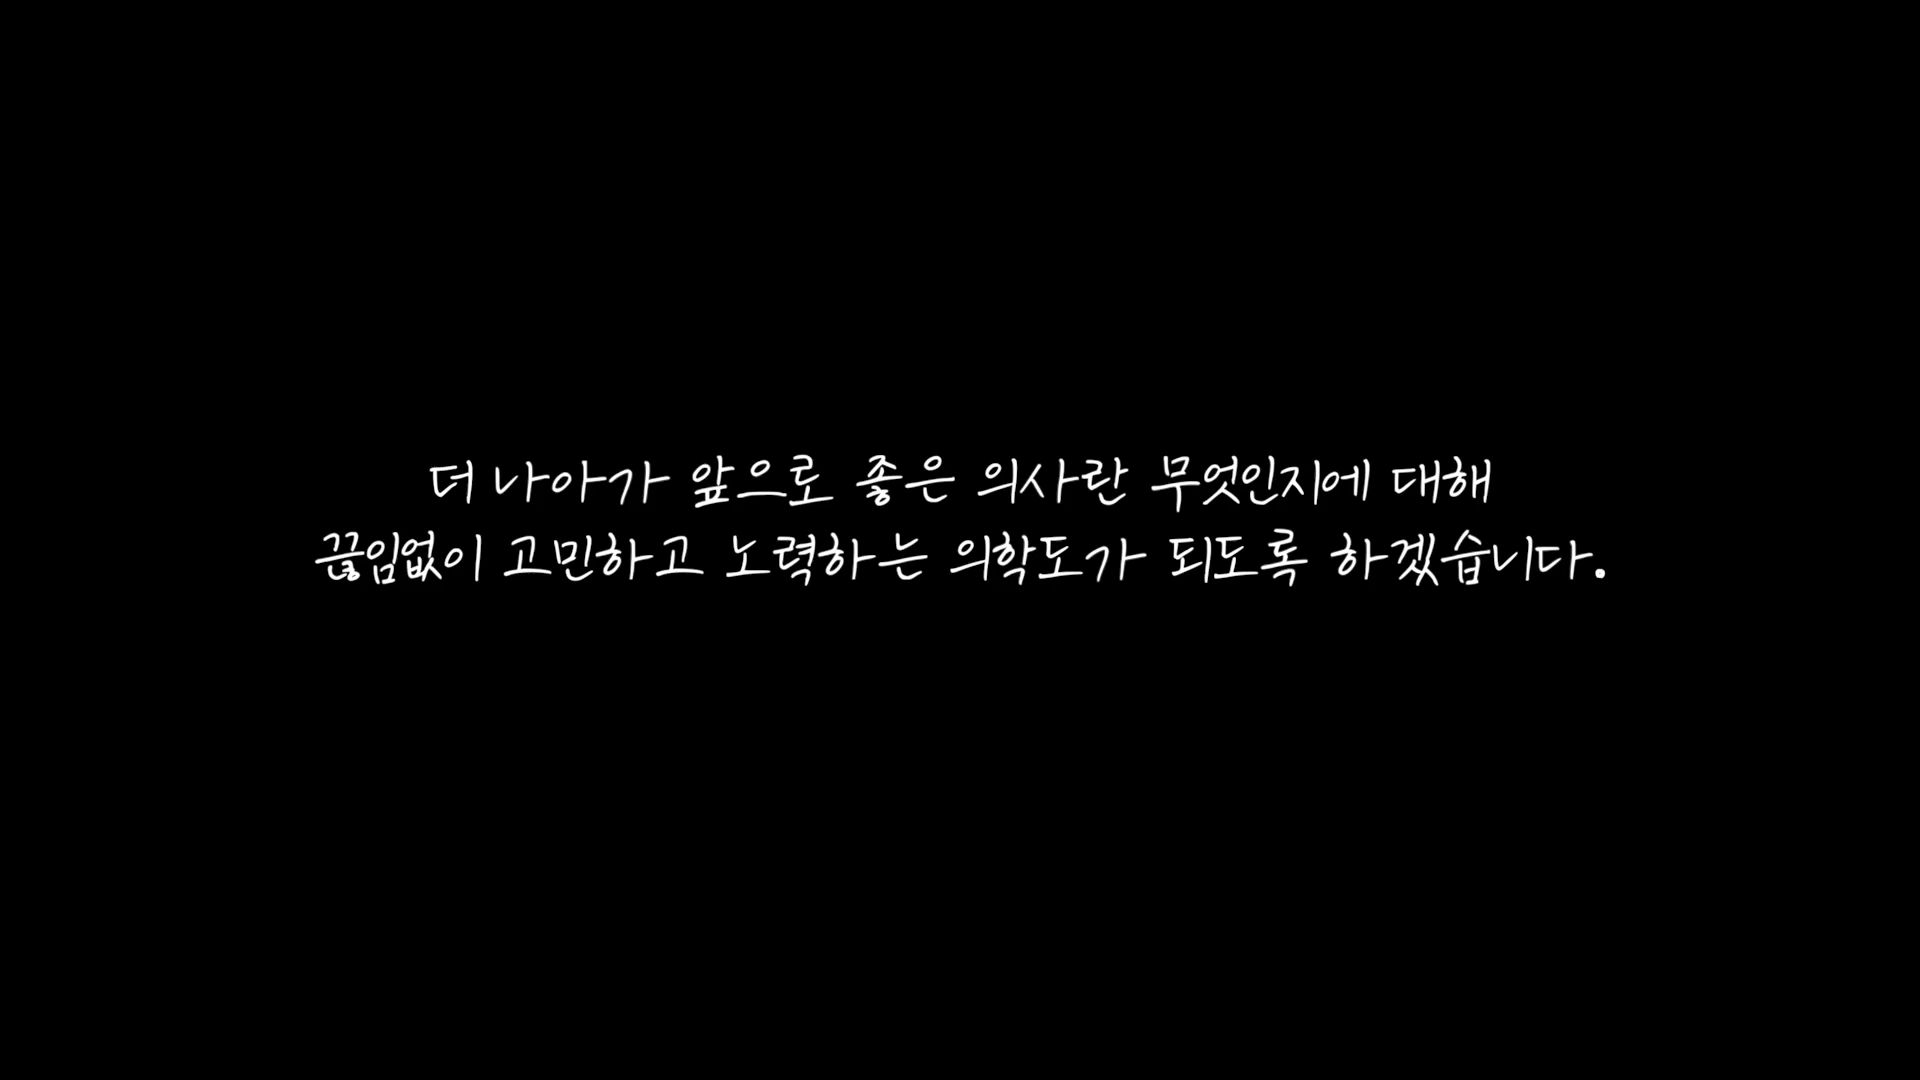 더 나아가 앞으로 좋은 의사란 무엇인지에 대해
끊임없이 고민하고 노력하는 의학도가 되도록 하겠습니다.